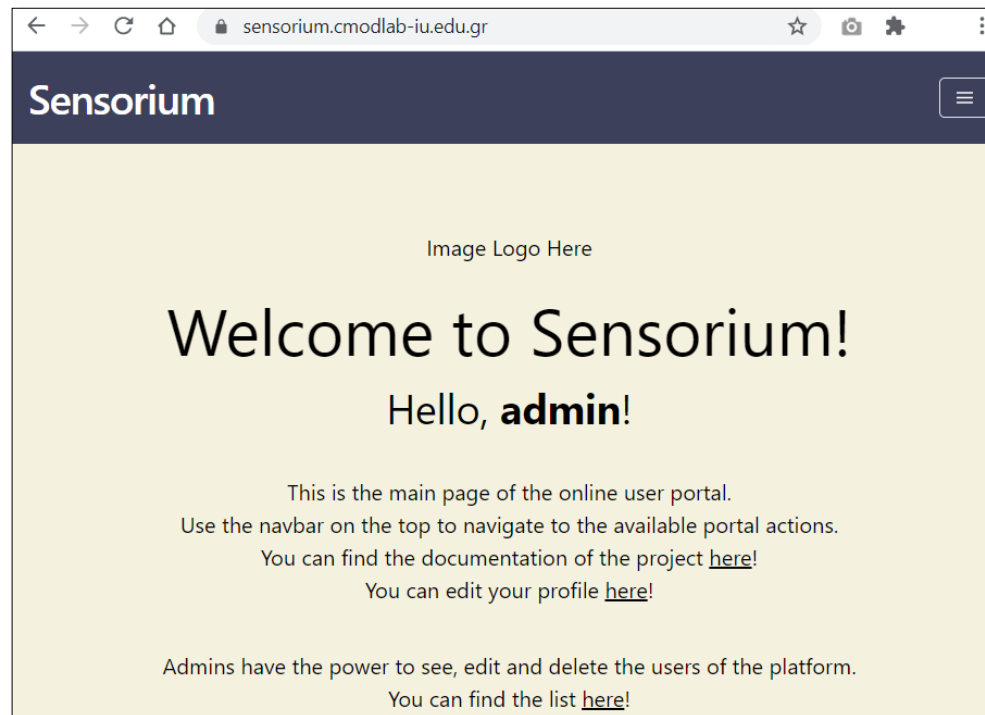 sensorium.cmodlab-iu.edu.gr
Sensorium
Image Logo Here
Welcome to Sensorium!
Hello, admin!
This is the main page of the online user portal.
Use the navbar on the top to navigate to the available portal actions.
You can find the documentation of the project here!
You can edit your profile here!
Admins have the power to see, edit and delete the users of the platform.
You can find the list here!